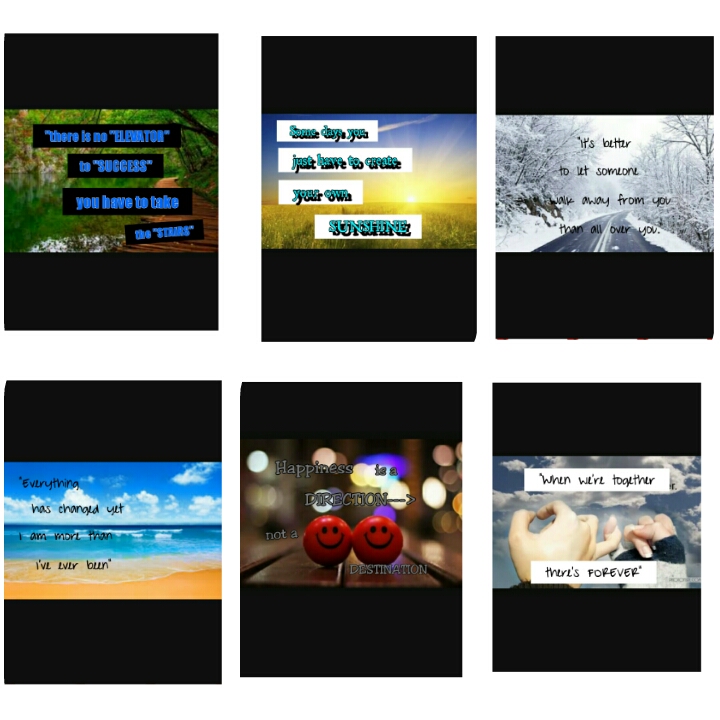 "there is no "ELEVATOR"
to "SUCCESS"
you have to take
the "STAIRS"
Some days you
just have to create
your own
SUNSHINE
"It's better
to let someone
walk away from you
than all over you."
"Everything
has changed yet
I am more than
i've ever been"
Happiness is a
DIRECTION--->
not a
DESTINATION
"When we're together
there's FOREVER"